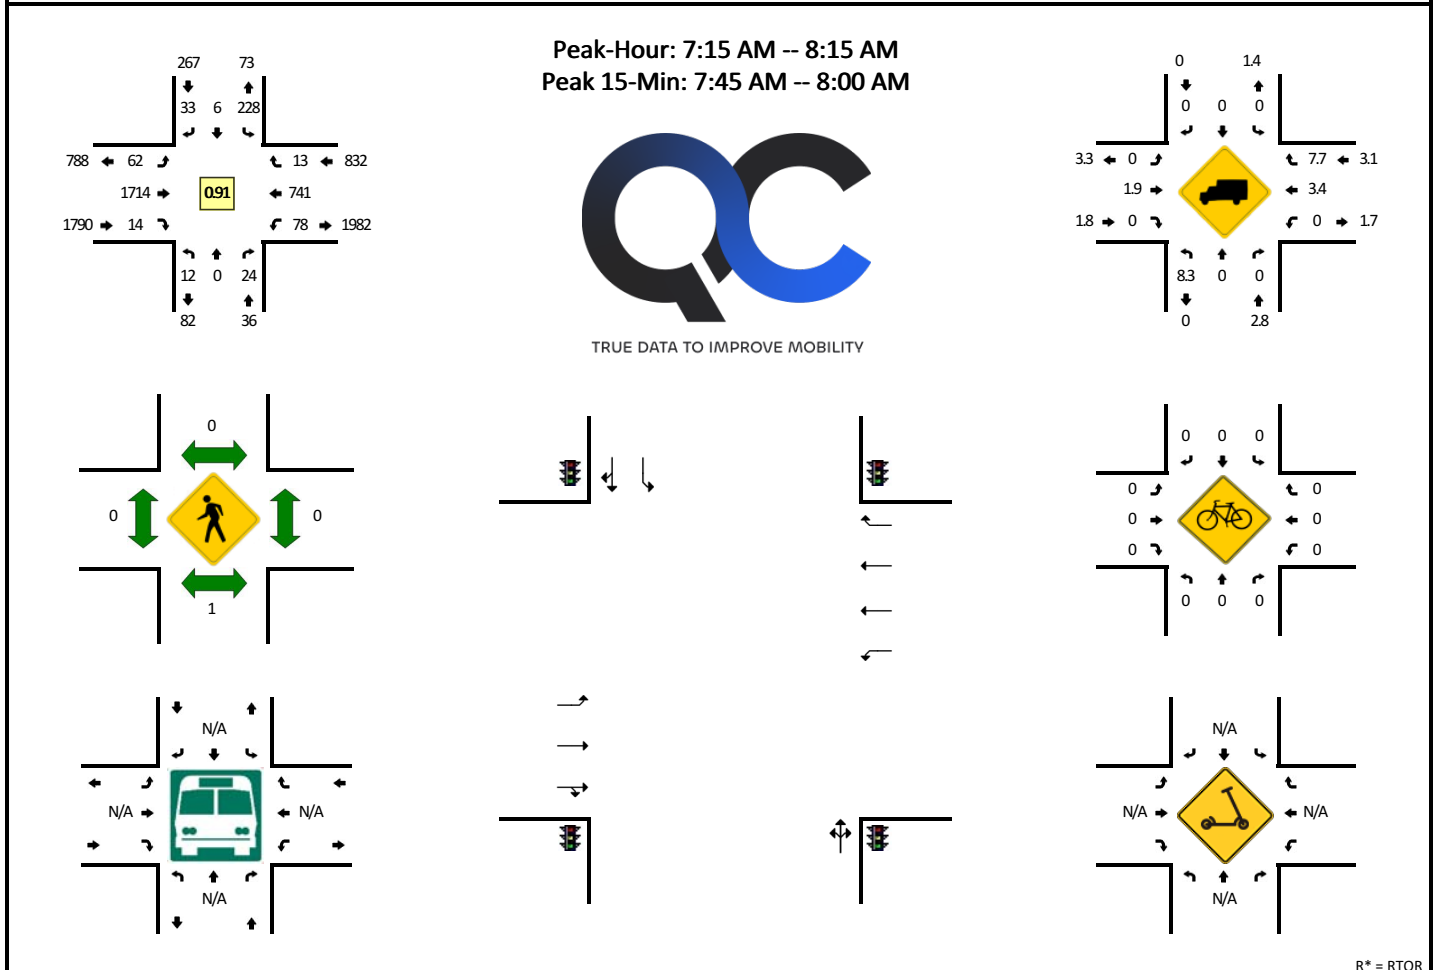 Peak-Hour: 7:15 AM -- 8:15 AM
Peak 15-Min: 7:45 AM -- 8:00 AM
267 73
33 6 228
788 62 13 832
1714 0.91 741
1790 14 78 1982
12 0 24
82 36
TRUE DATA TO IMPROVE MOBILITY
0 1.4
0 0 0
3.3 0 7.7 3.1
1.9 3.4
1.8 0 0 1.7
8.3 0 0
0 2.8
0
0 0
1
0 0 0
0 0
0 0
0 0
0 0 0
N/A
N/A N/A
N/A
N/A
N/A N/A
N/A
R* = RTOR